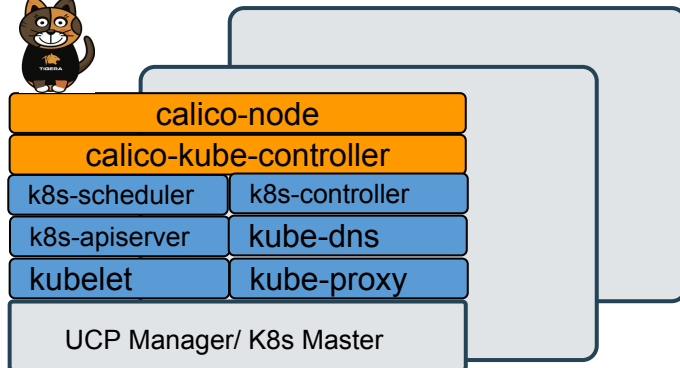 TIGERA
calico-node
calico-kube-controller
k8s-scheduler k8s-controller
k8s-apiserver kube-dns
kubelet kube-proxy
UCP Manager/ K8s Master